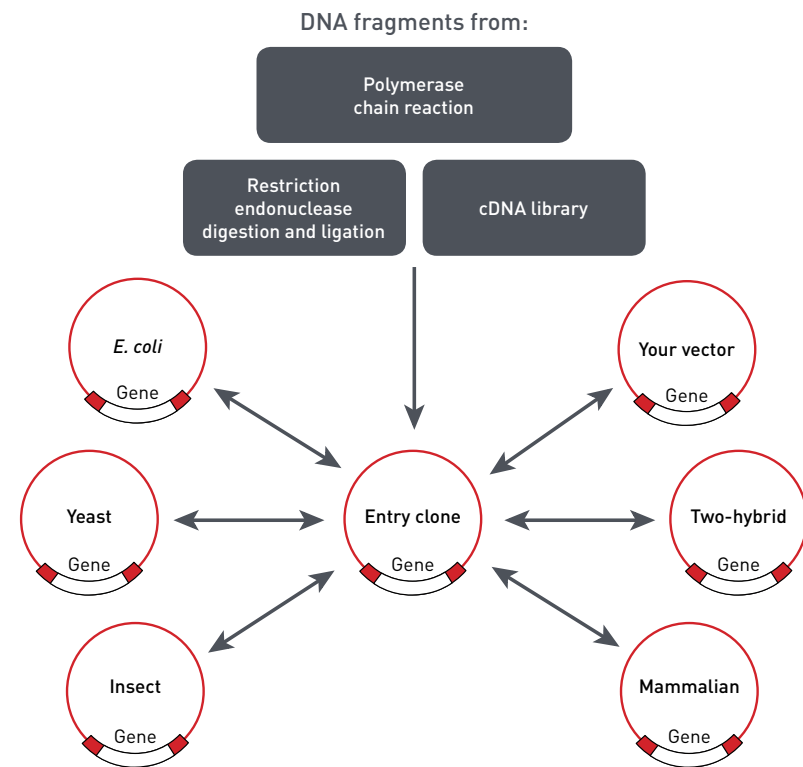 DNA fragments from:
Polymerase
chain reaction
Restriction
endonuclease
digestion and ligation
cDNA library
E. coli
Gene
Your vector
Gene
Yeast
Gene
Entry clone
Gene
Two-hybrid
Gene
Insect
Gene
Mammalian
Gene